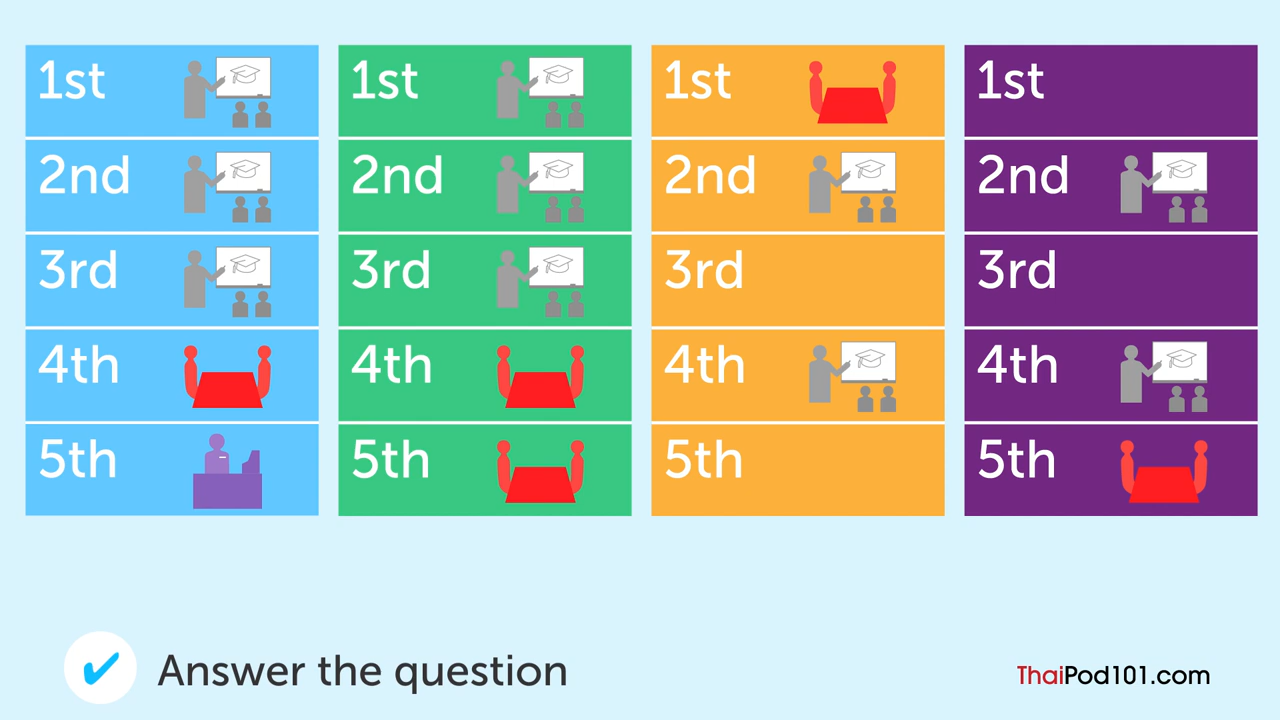 1st
2nd
3rd
4th
5th
1st
2nd
3rd
4th
5th
1st
2nd
3rd
4th
5th
1st
2nd
3rd
4th
5th
✔ Answer the question
ThaiPod101.com